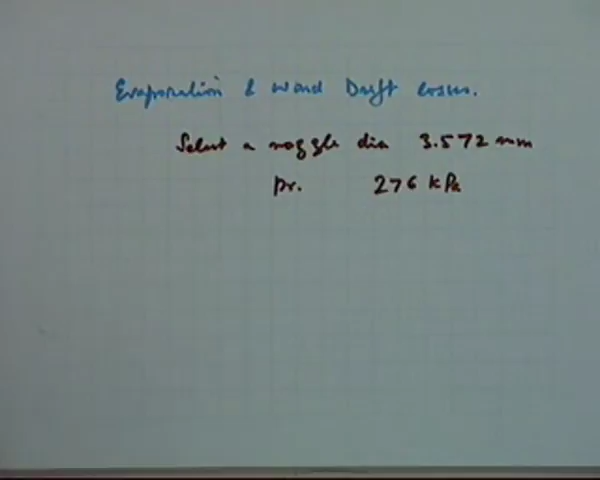 Evaporation & wind Drift losses.
Select a nozzle dia 3.572 mm
pr. 276 kPa